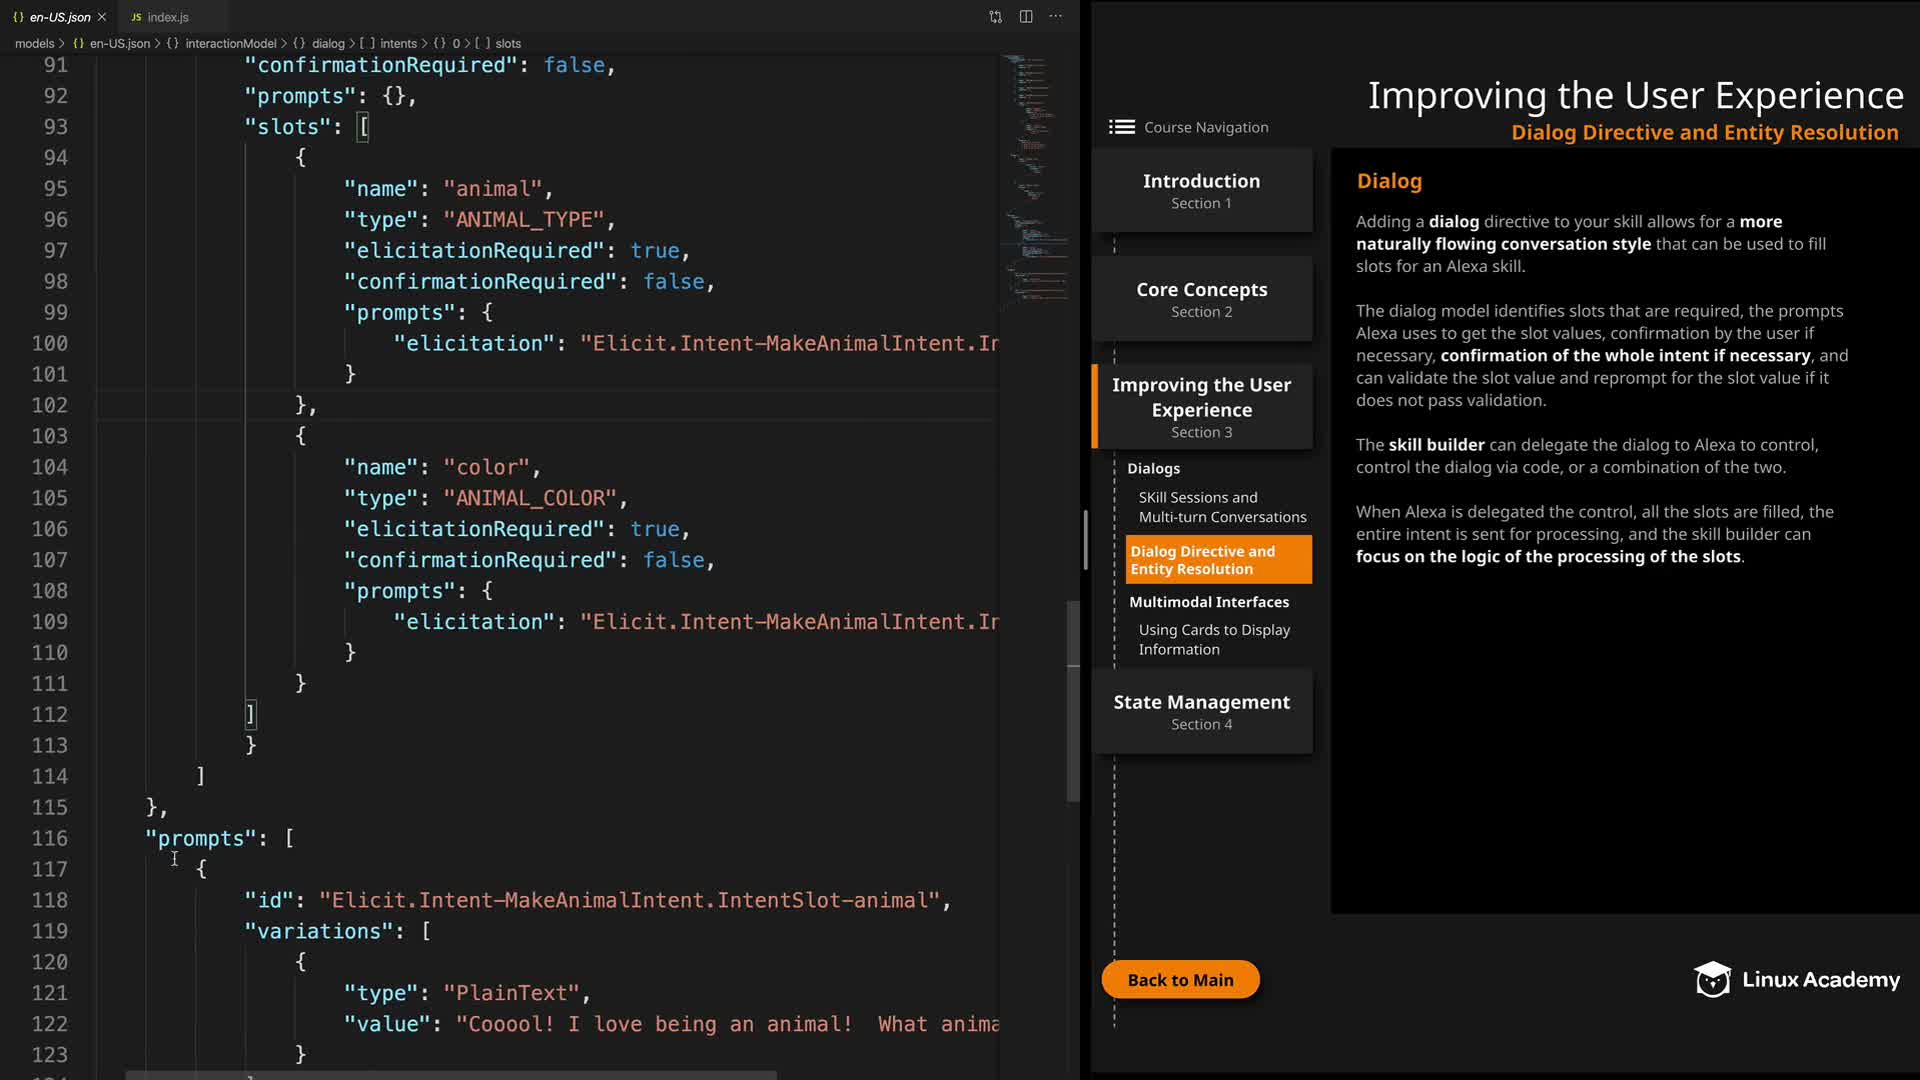 en-US.json
JS index.js
models > {} en-US.json > {} interactionModel > {} dialog > [ ] intents > {} 0 > [ ] slots
91 "confirmationRequired": false,
92 "prompts": {},
93 "slots": [
94 {
95 "name": "animal",
96 "type": "ANIMAL_TYPE",
97 "elicitationRequired": true,
98 "confirmationRequired": false,
99 "prompts": {
100 "elicitation": "Elicit.Intent-MakeAnimalIntent.In
101 }
102 },
103 {
104 "name": "color",
105 "type": "ANIMAL_COLOR",
106 "elicitationRequired": true,
107 "confirmationRequired": false,
108 "prompts": {
109 "elicitation": "Elicit.Intent-MakeAnimalIntent.In
110 }
111 }
112 ]
113 }
114 ]
115 },
116 "prompts": [
117 {
118 "id": "Elicit.Intent-MakeAnimalIntent.IntentSlot-animal",
119 "variations": [
120 {
121 "type": "PlainText",
122 "value": "Cooool! I love being an animal!  What anima
123 }
Improving the User Experience
Dialog Directive and Entity Resolution
Course Navigation
Introduction
Section 1
Core Concepts
Section 2
Improving the User
Experience
Section 3
Dialogs
SKill Sessions and
Multi-turn Conversations
Dialog Directive and
Entity Resolution
Multimodal Interfaces
Using Cards to Display
Information
State Management
Section 4
Back to Main
Dialog
Adding a dialog directive to your skill allows for a more
naturally flowing conversation style that can be used to fill
slots for an Alexa skill.
The dialog model identifies slots that are required, the prompts
Alexa uses to get the slot values, confirmation by the user if
necessary, confirmation of the whole intent if necessary, and
can validate the slot value and reprompt for the slot value if it
does not pass validation.
The skill builder can delegate the dialog to Alexa to control,
control the dialog via code, or a combination of the two.
When Alexa is delegated the control, all the slots are filled, the
entire intent is sent for processing, and the skill builder can
focus on the logic of the processing of the slots.
Linux Academy